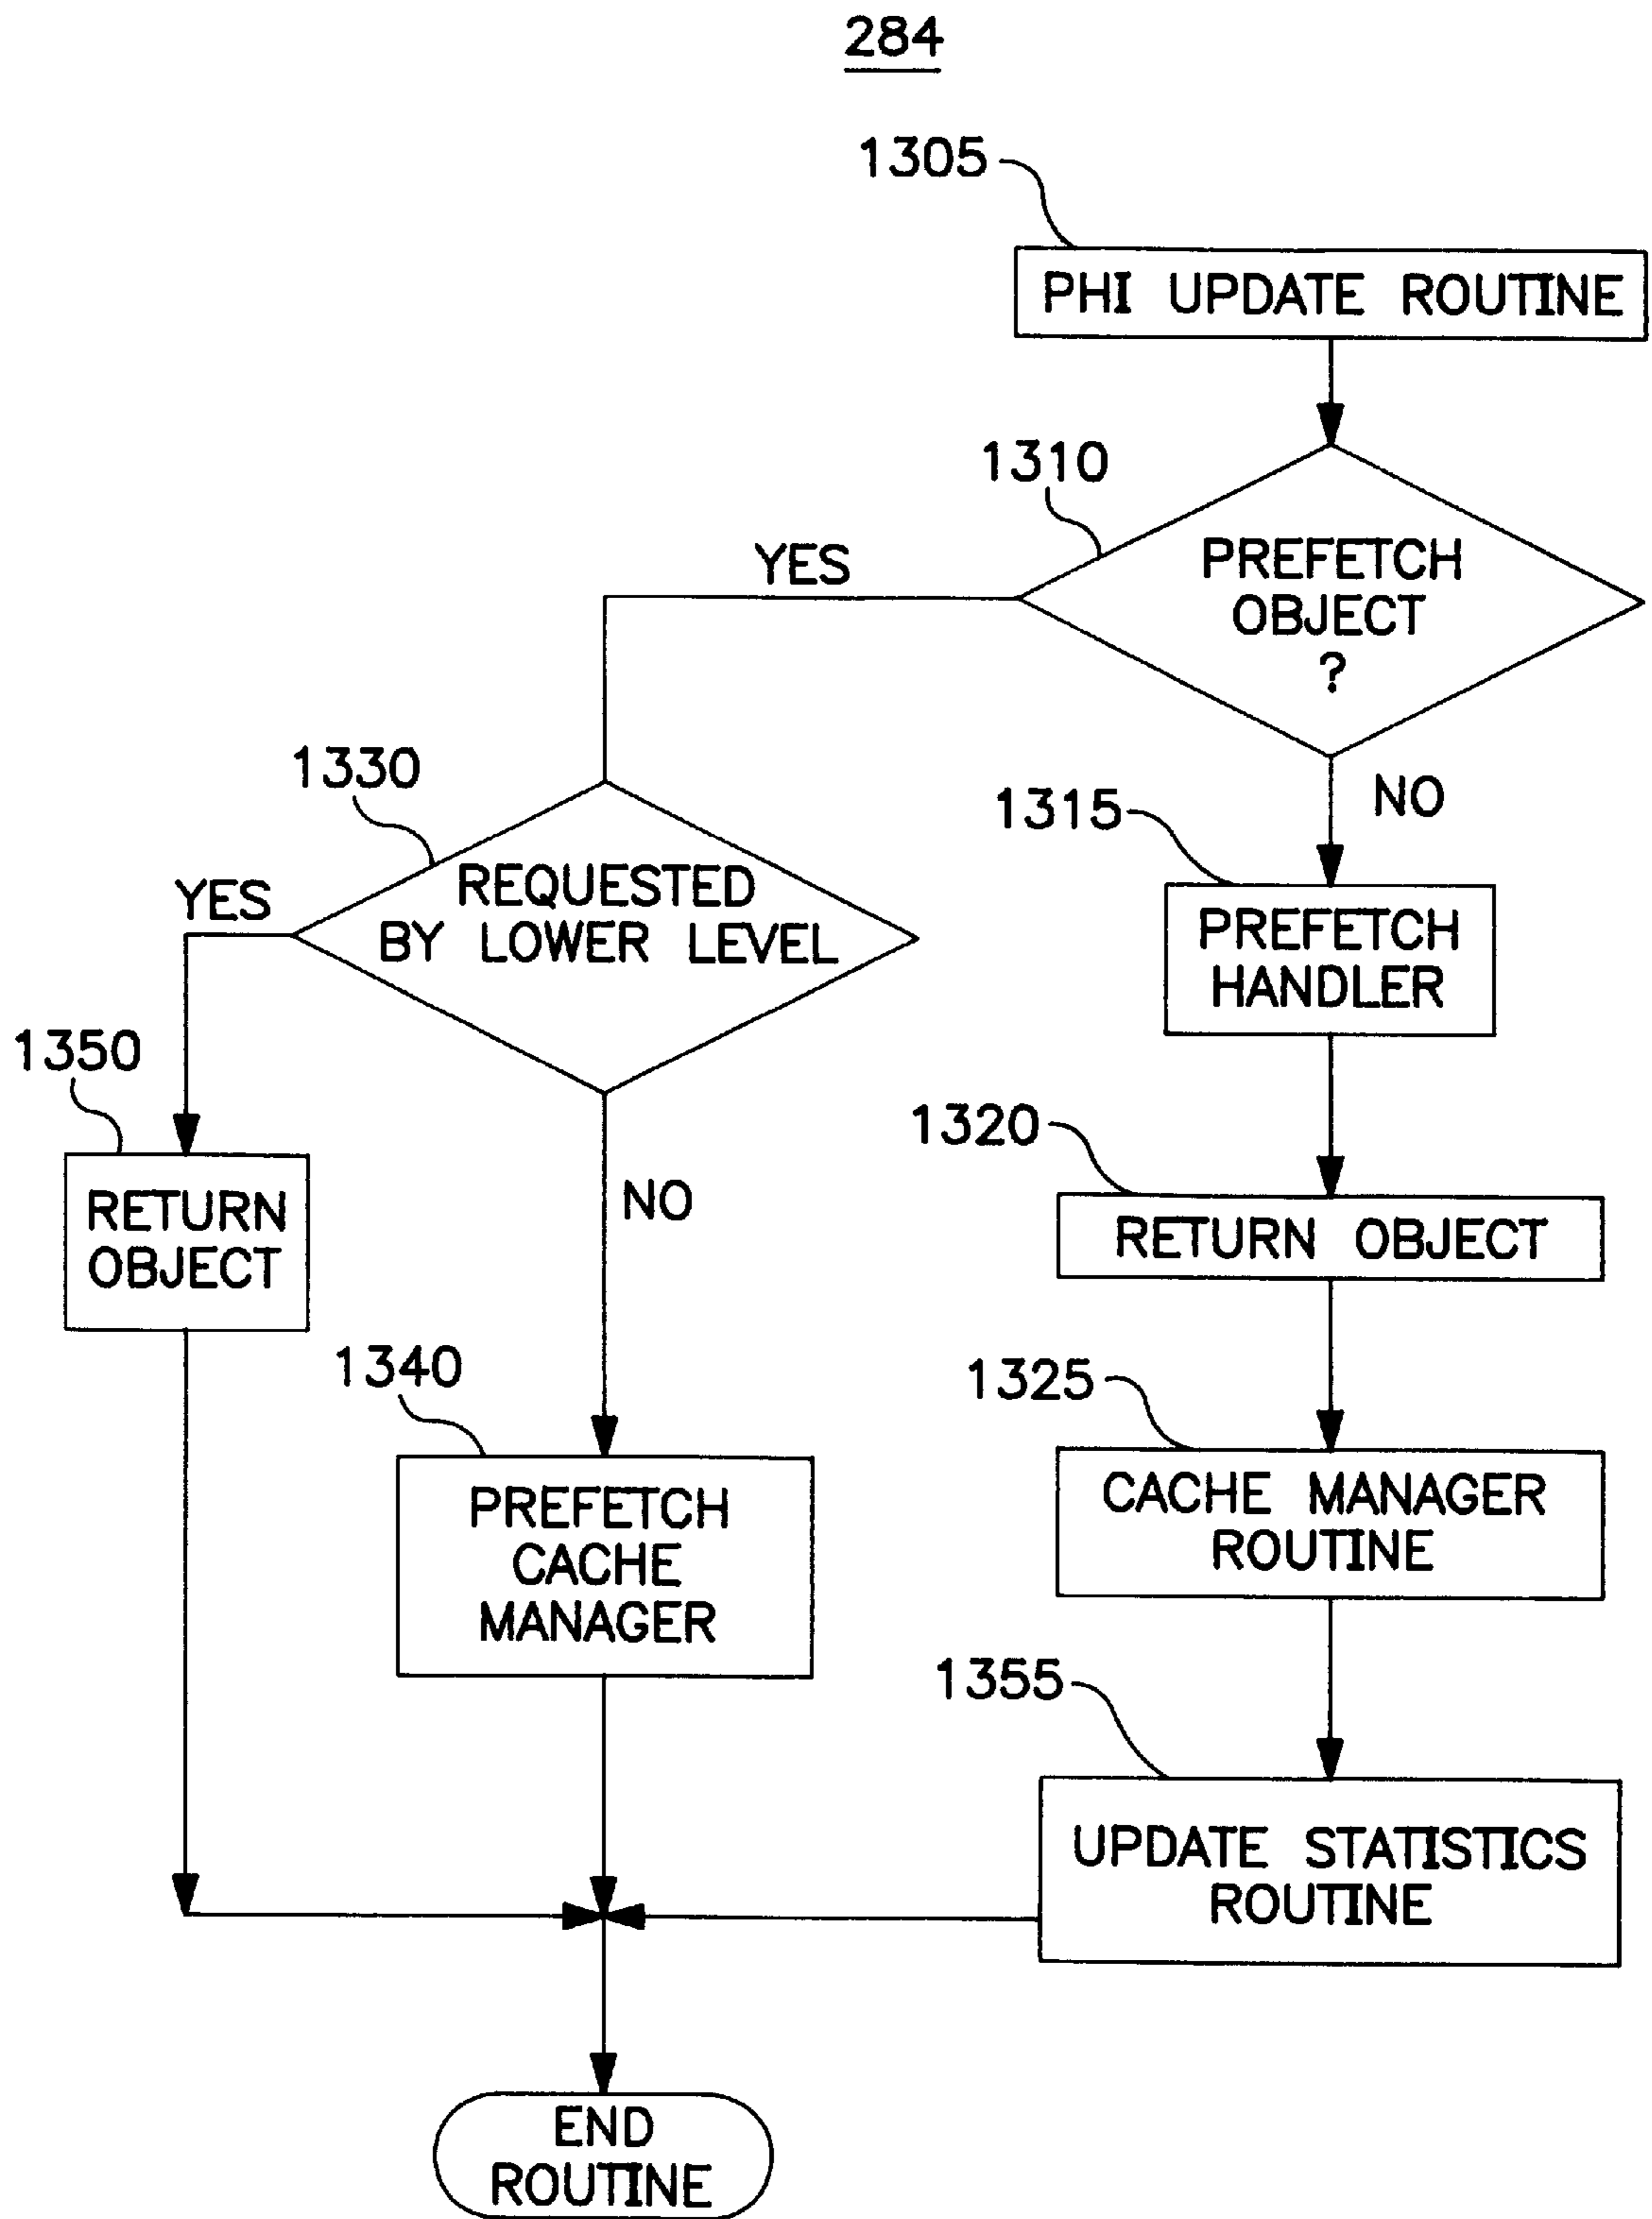 284
1305
PHI UPDATE ROUTINE
1310
PREFETCH
OBJECT
?
YES
NO
1330
REQUESTED
BY LOWER LEVEL
YES
1315
PREFETCH
HANDLER
1350
RETURN
OBJECT
NO
1320
RETURN OBJECT
1340
PREFETCH
CACHE
MANAGER
1325
CACHE MANAGER
ROUTINE
1355
UPDATE STATISTICS
ROUTINE
END
ROUTINE